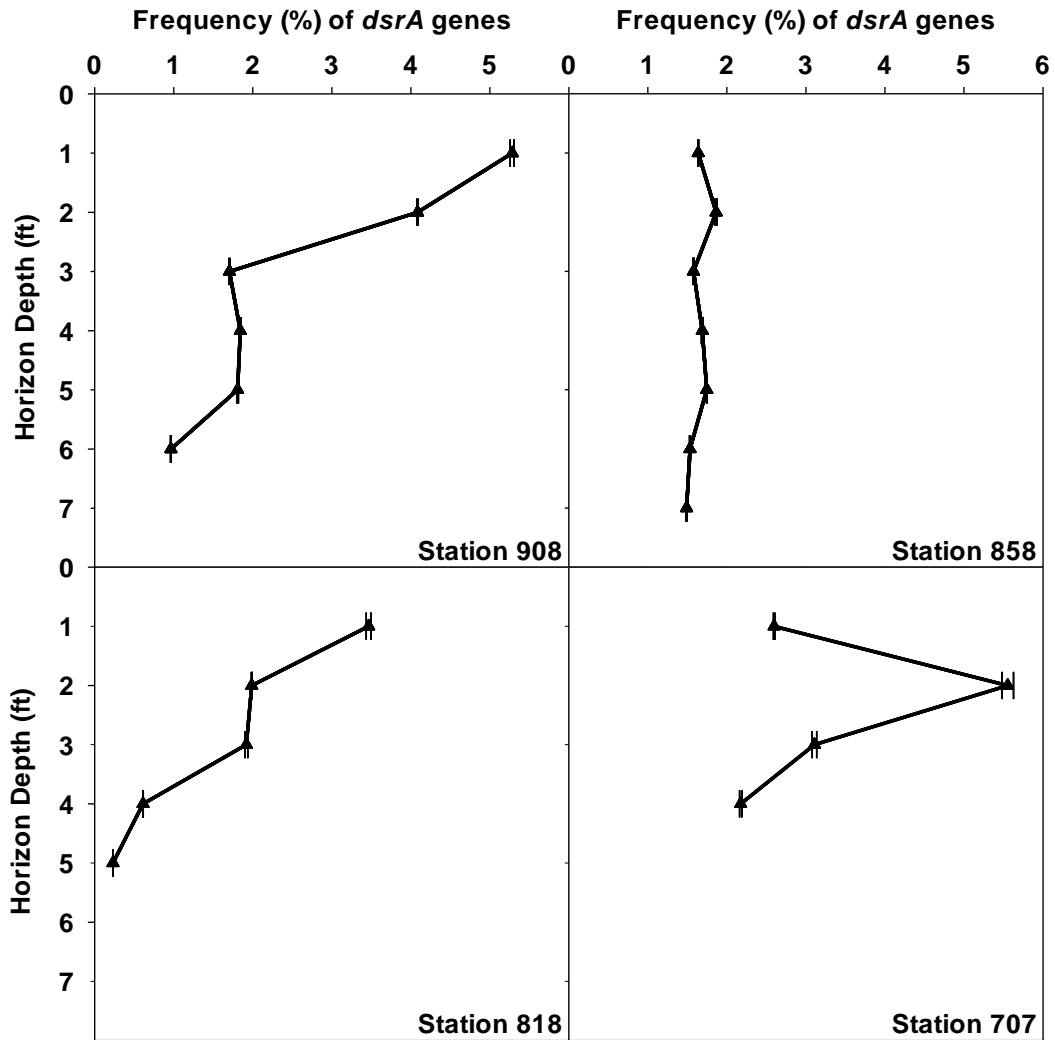 Frequency (%) of dsrA genes
Frequency (%) of dsrA genes
0 1 2 3 4 5 0 1 2 3 4 5 6
Horizon Depth (ft)
0
1
2
3
4
5
6
7
Station 908
Station 858
Horizon Depth (ft)
0
1
2
3
4
5
6
7
Station 818
Station 707